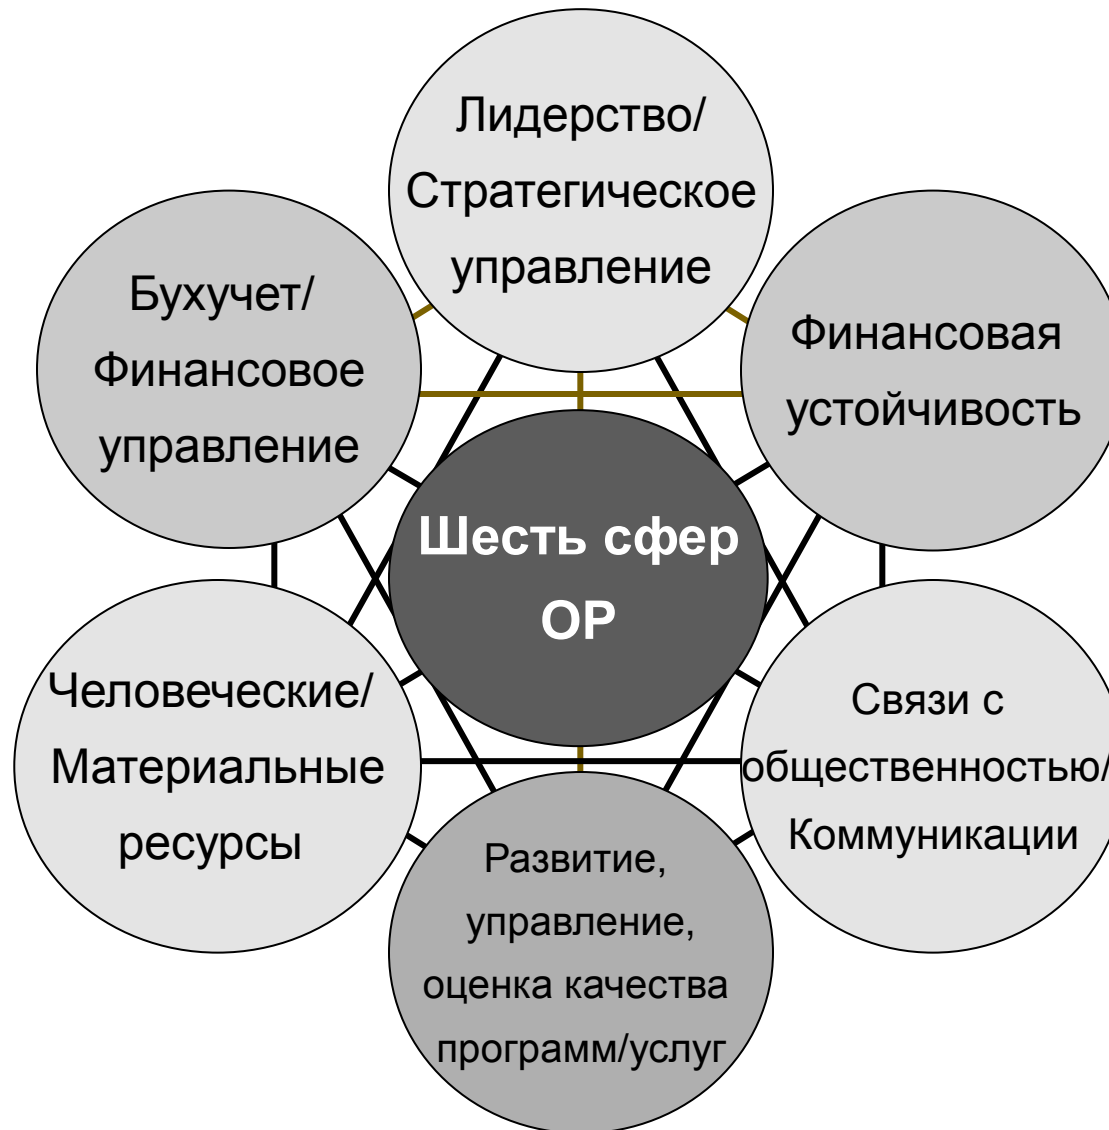 Лидерство/
Стратегическое
управление
Бухучет/
Финансовое
управление
Финансовая
устойчивость
Шесть сфер
ОР
Человеческие/
Материальные
ресурсы
Связи с
общественностью/
Коммуникации
Развитие,
управление,
оценка качества
программ/услуг